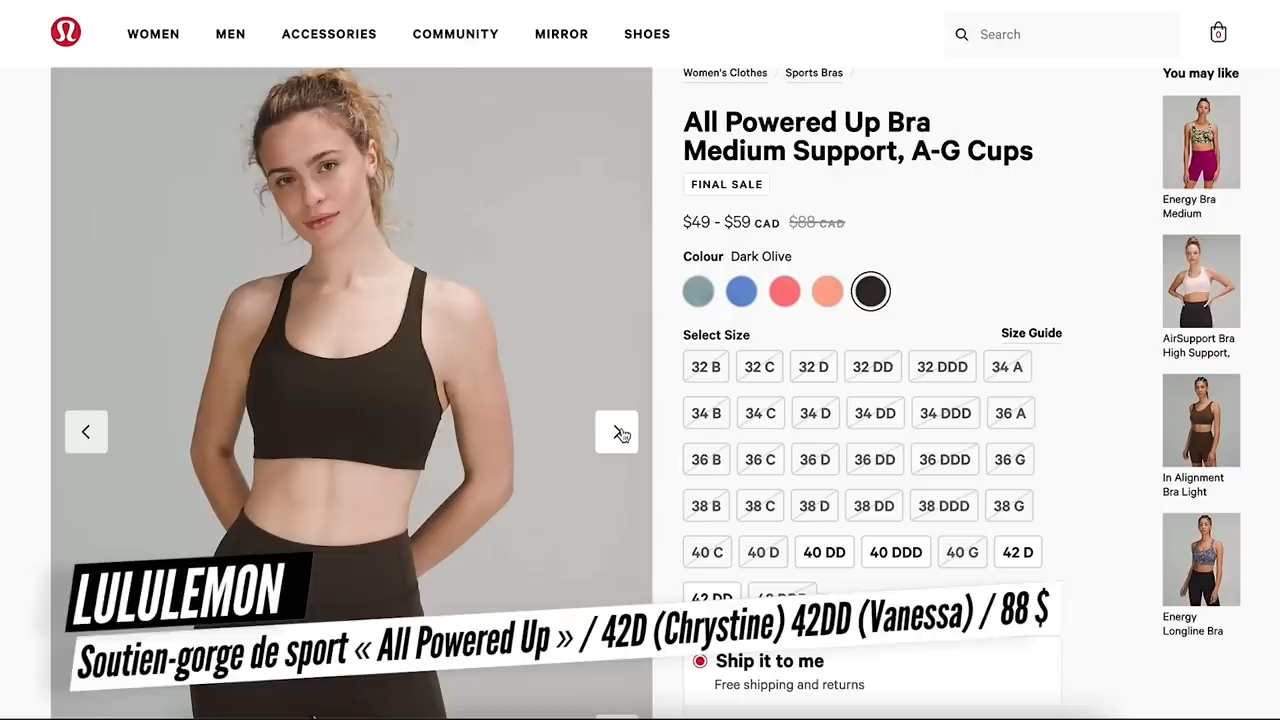 WOMEN MEN ACCESSORIES COMMUNITY MIRROR SHOES
Search
0
Women's Clothes / Sports Bras /
All Powered Up Bra
Medium Support, A-G Cups
FINAL SALE
$49 - $59 CAD $88 CAD
Colour Dark Olive
Select Size
Size Guide
32 B 32 C 32 D 32 DD 32 DDD 34 A
34 B 34 C 34 D 34 DD 34 DDD 36 A
36 B 36 C 36 D 36 DD 36 DDD 36 G
38 B 38 C 38 D 38 DD 38 DDD 38 G
40 C 40 D 40 DD 40 DDD 40 G 42 D
42 DD
Ship it to me
Free shipping and returns
You may like
Energy Bra
Medium
AirSupport Bra
High Support,
In Alignment
Bra Light
Energy
Longline Bra
LULULEMON
Soutien-gorge de sport « All Powered Up » / 42D (Chrystine) 42DD (Vanessa) / 88 $